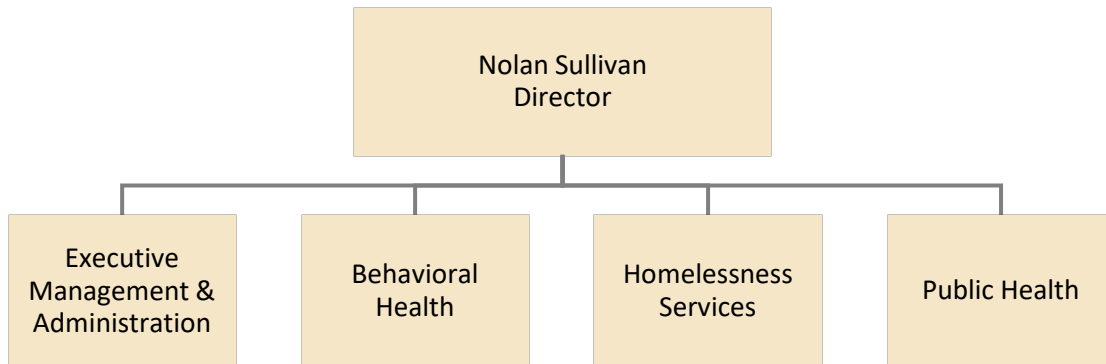 Nolan Sullivan
Director
Executive
Management &
Administration
Behavioral
Health
Homelessness
Services
Public Health